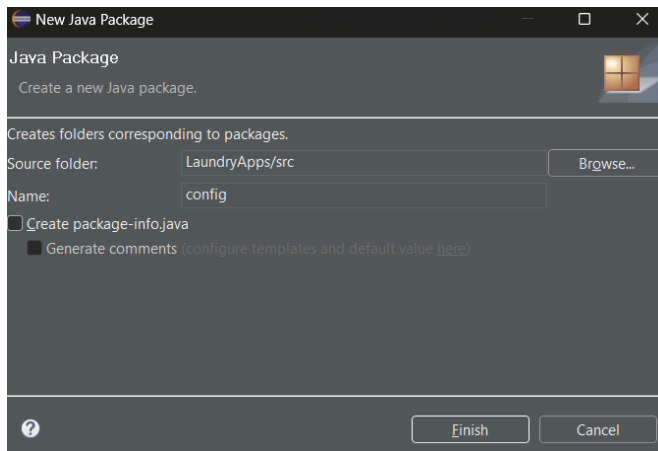 New Java Package
Java Package
Create a new Java package.
Creates folders corresponding to packages.
Source folder: LaundryApps/src Browse...
Name: config
Create package-info.java
Generate comments (configure templates and default value here)
? Finish Cancel